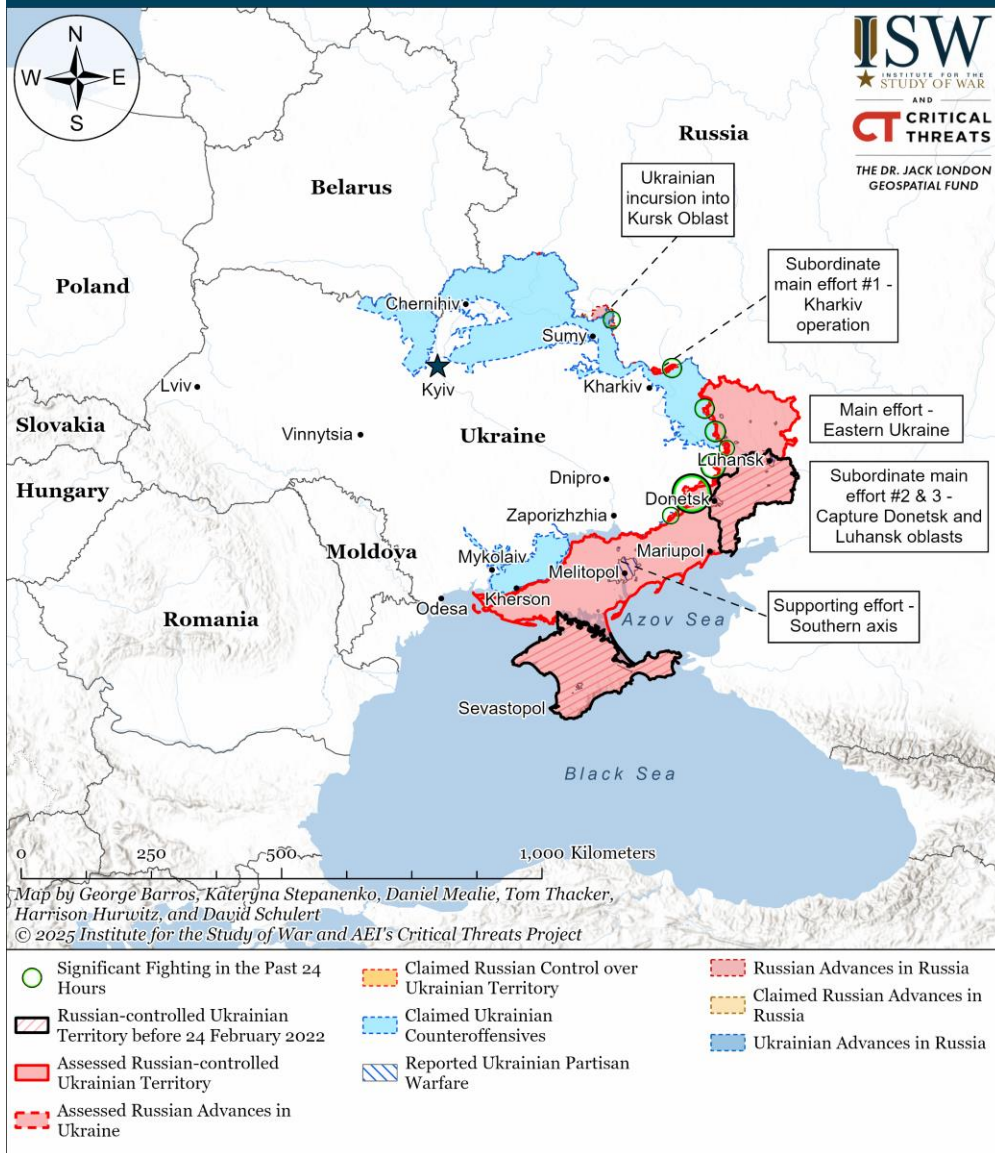 N
W E
S
ISW
INSTITUTE FOR THE
STUDY OF WAR
AND
CT CRITICAL
THREATS
THE DR. JACK LONDON
GEOSPATIAL FUND
Russia
Belarus
Ukrainian
incursion into
Kursk Oblast
Subordinate
main effort #1 -
Kharkiv
operation
Poland
Chernihiv
Sumy
Kyiv
Kharkiv
Lviv
Slovakia
Vinnytsia
Ukraine
Main effort -
Eastern Ukraine
Luhansk
Hungary
Dnipro
Donetsk
Subordinate main
effort #2 & 3 -
Capture Donetsk and
Luhansk oblasts
Zaporizhzhia
Moldova
Mykolaiv
Mariupol
Melitopol
Kherson
Odesa
Romania
Azov Sea
Supporting effort -
Southern axis
Sevastopol
Black Sea
0 250 500 1,000 Kilometers
Map by George Barros, Kateryna Stepanenko, Daniel Mealie, Tom Thacker,
Harrison Hurwitz, and David Schulert
© 2025 Institute for the Study of War and AEI's Critical Threats Project
Significant Fighting in the Past 24
Hours
Russian-controlled Ukrainian
Territory before 24 February 2022
Assessed Russian-controlled
Ukrainian Territory
Assessed Russian Advances in
Ukraine
Claimed Russian Control over
Ukrainian Territory
Claimed Ukrainian
Counteroffensives
Reported Ukrainian Partisan
Warfare
Russian Advances in Russia
Claimed Russian Advances in
Russia
Ukrainian Advances in Russia